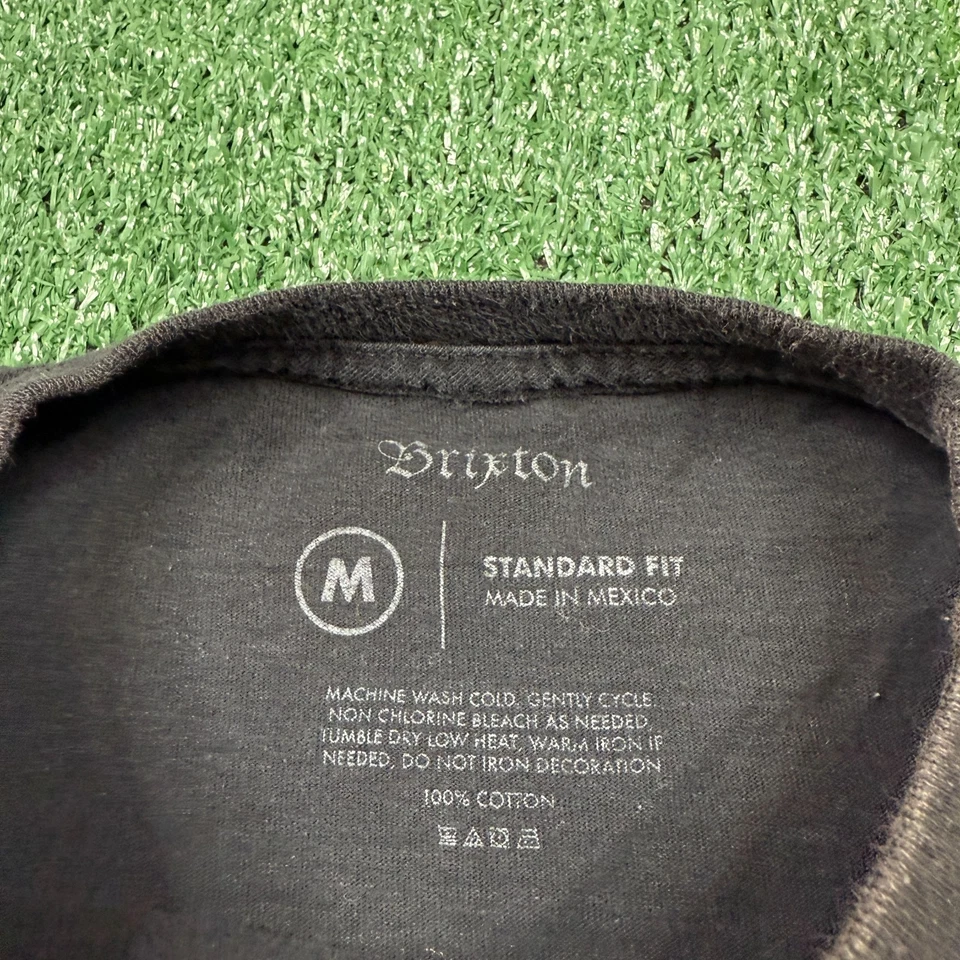 Brixton
M
STANDARD FIT
MADE IN MEXICO
MACHINE WASH COLD, GENTLY CYCLE
NON CHLORINE BLEACH AS NEEDED,
TUMBLE DRY LOW HEAT, WARM IRON IF
NEEDED, DO NOT IRON DECORATION
100% COTTON